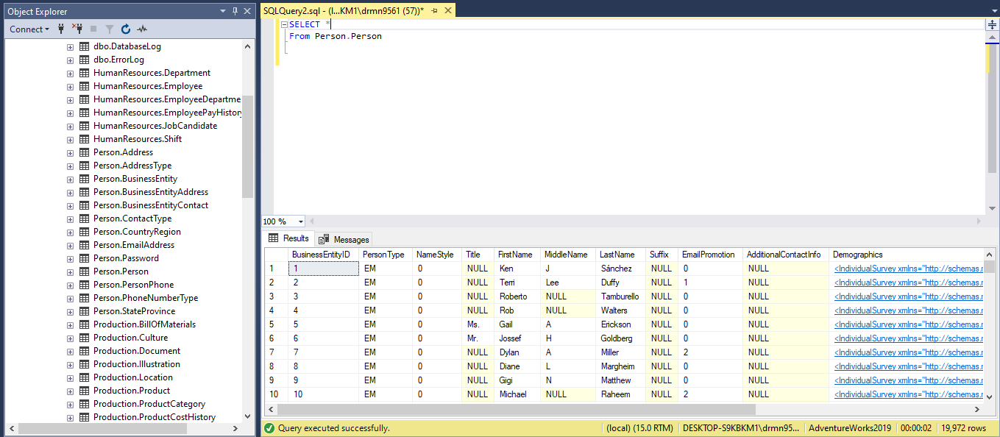 Object Explorer
Connect
dbo.DatabaseLog
dbo.ErrorLog
HumanResources.Department
HumanResources.Employee
HumanResources.EmployeeDepartme
HumanResources.EmployeePayHistory
HumanResources.JobCandidate
HumanResources.Shift
Person.Address
Person.AddressType
Person.BusinessEntity
Person.BusinessEntityAddress
Person.BusinessEntityContact
Person.ContactType
Person.CountryRegion
Person.EmailAddress
Person.Password
Person.Person
Person.PersonPhone
Person.PhoneNumberType
Person.StateProvince
Production.BillOfMaterials
Production.Culture
Production.Document
Production.Illustration
Production.Location
Production.Product
Production.ProductCategory
Production.ProductCostHistory
SQLQuery2.sql - (l...KM1\drmn9561 (57))*
SELECT *
From Person.Person
100 %
Results Messages
BusinessEntityID PersonType NameStyle Title FirstName MiddleName LastName Suffix EmailPromotion AdditionalContactInfo Demographics
1 1 EM 0 NULL Ken J Sánchez NULL 0 NULL <IndividualSurvey xmlns="http://schemas.r
2 2 EM 0 NULL Terri Lee Duffy NULL 1 NULL <IndividualSurvey xmlns="http://schemas.r
3 3 EM 0 NULL Roberto NULL Tamburello NULL 0 NULL <IndividualSurvey xmlns="http://schemas.r
4 4 EM 0 NULL Rob NULL Walters NULL 0 NULL <IndividualSurvey xmlns="http://schemas.r
5 5 EM 0 Ms. Gail A Erickson NULL 0 NULL <IndividualSurvey xmlns="http://schemas.r
6 6 EM 0 Mr. Jossef H Goldberg NULL 0 NULL <IndividualSurvey xmlns="http://schemas.r
7 7 EM 0 NULL Dylan A Miller NULL 2 NULL <IndividualSurvey xmlns="http://schemas.r
8 8 EM 0 NULL Diane L Margheim NULL 0 NULL <IndividualSurvey xmlns="http://schemas.r
9 9 EM 0 NULL Gigi N Matthew NULL 0 NULL <IndividualSurvey xmlns="http://schemas.r
10 10 EM 0 NULL Michael NULL Raheem NULL 2 NULL <IndividualSurvey xmlns="http://schemas.r
Query executed successfully. (local) (15.0 RTM) DESKTOP-S9KBKM1\drmn95... AdventureWorks2019 00:00:02 19,972 rows